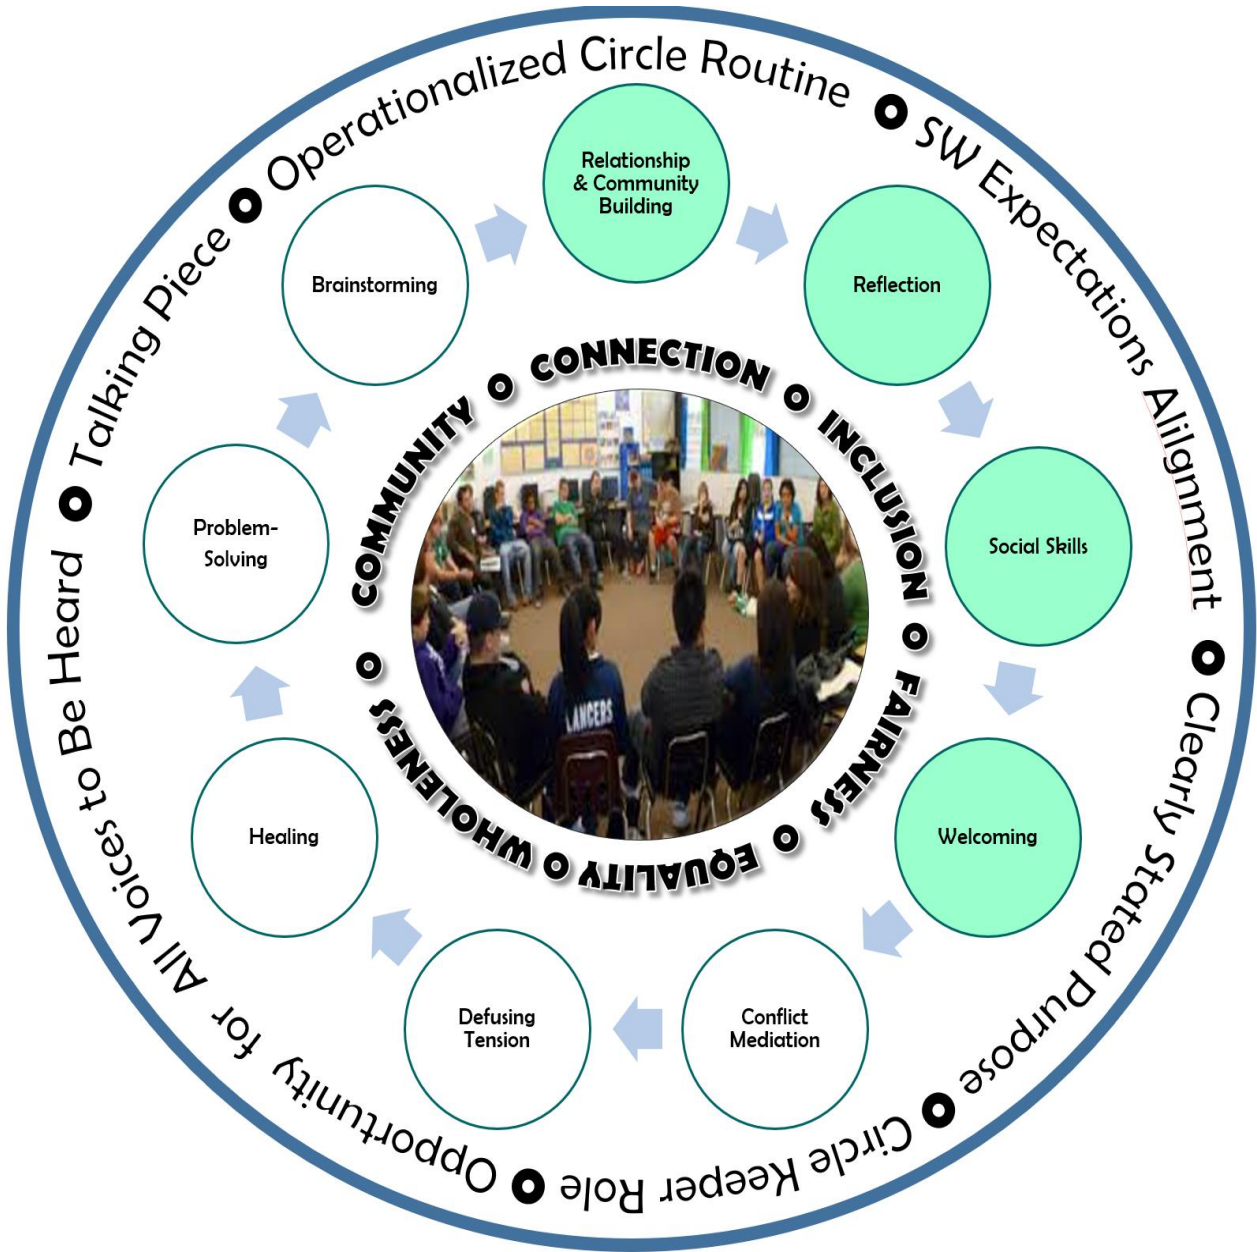 Operationalized Circle Routine
SW Expectations Alilgnment
Clearly Stated Purpose
Circle Keeper Role
Opportunity for All Voices to Be Heard
Talking Piece
Relationship
& Community
Building
Reflection
Social Skills
Welcoming
Conflict
Mediation
Defusing
Tension
Healing
Problem-
Solving
Brainstorming
CONNECTION
INCLUSION
FAIRNESS
EQUALITY
WHOLENESS
COMMUNITY
LANCERS